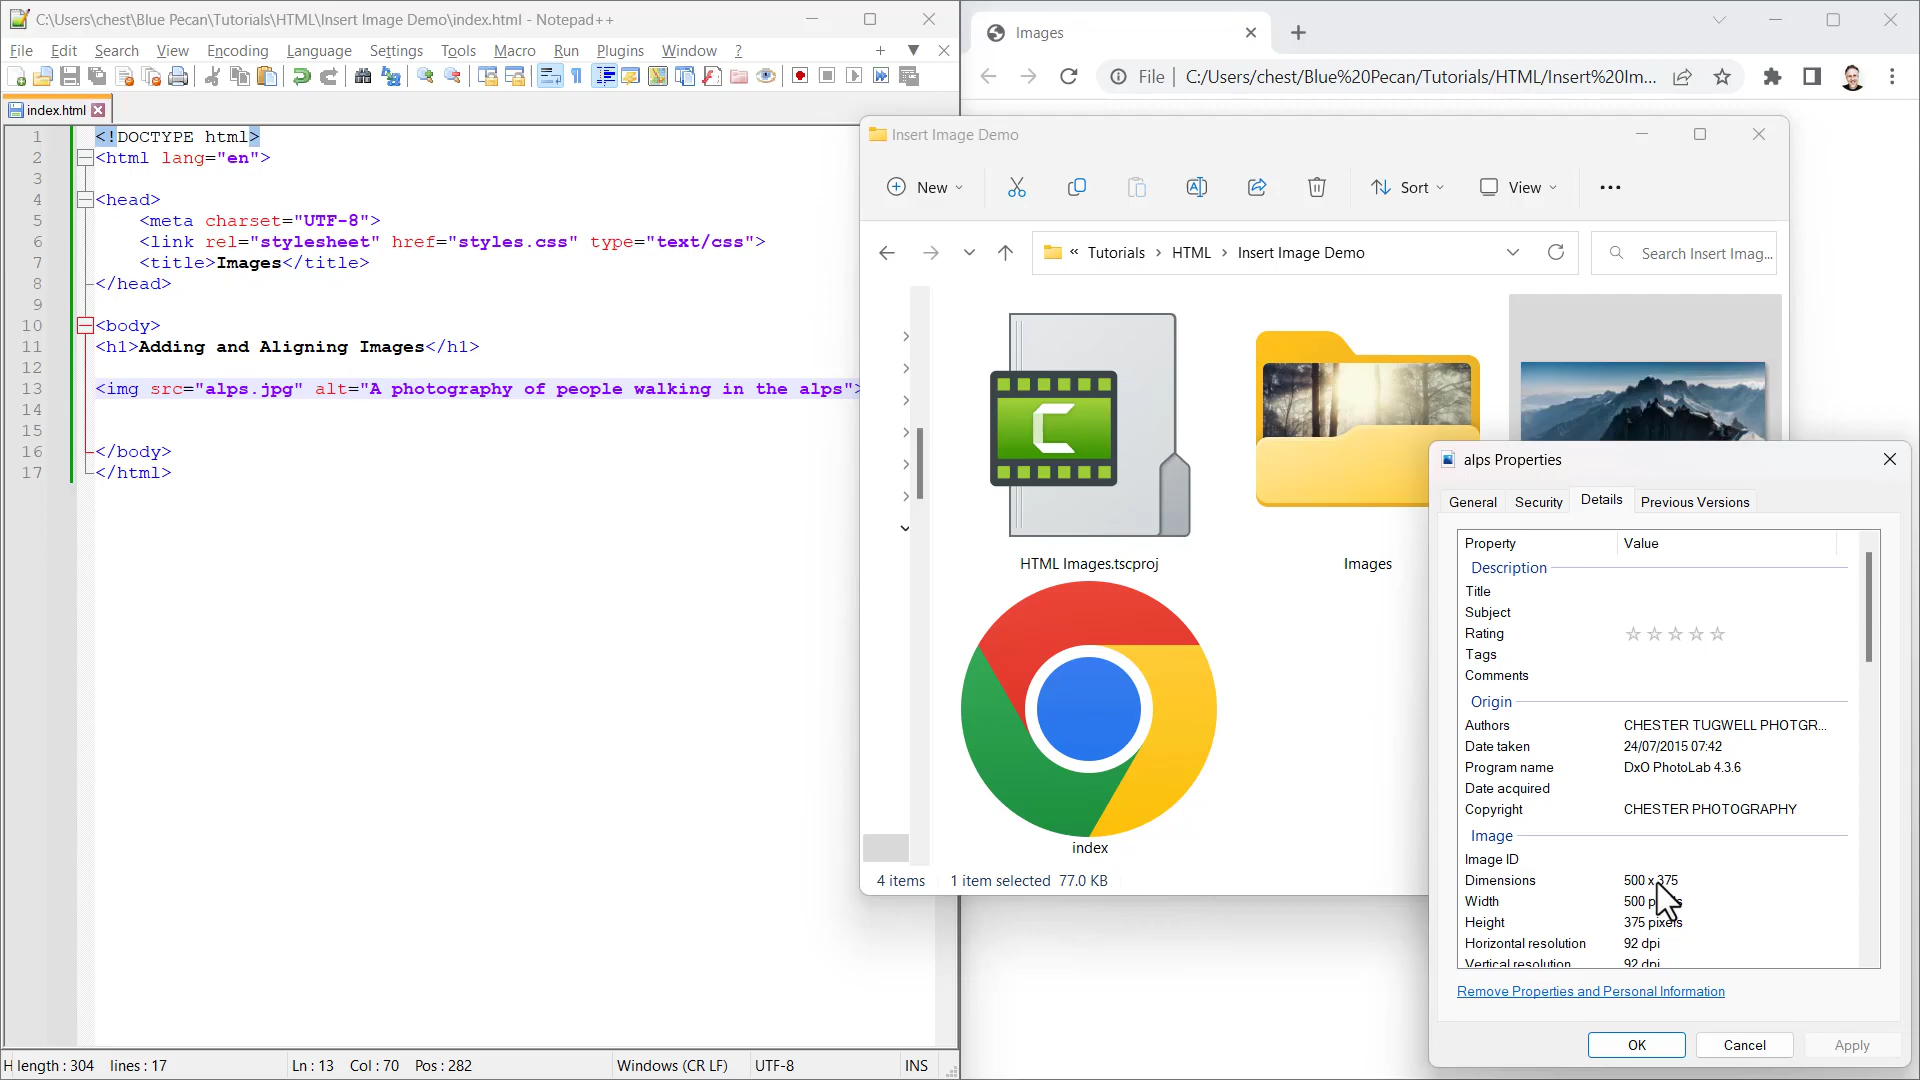 C:\Users\chest\Blue Pecan\Tutorials\HTML\Insert Image Demo\index.html - Notepad++
File Edit Search View Encoding Language Settings Tools Macro Run Plugins Window ?
index.html
1 <!DOCTYPE html>
2 <html lang="en">
3
4 <head>
5 <meta charset="UTF-8">
6 <link rel="stylesheet" href="styles.css" type="text/css">
7 <title>Images</title>
8 </head>
9
10 <body>
11 <h1>Adding and Aligning Images</h1>
12
13 <img src="alps.jpg" alt="A photography of people walking in the alps">
14
15
16 </body>
17 </html>
H length : 304 lines : 17 Ln : 13 Col : 70 Pos : 282 Windows (CR LF) UTF-8 INS
Images
File C:/Users/chest/Blue%20Pecan/Tutorials/HTML/Insert%20Im...
Insert Image Demo
New Sort View
« Tutorials › HTML › Insert Image Demo
Search Insert Imag...
HTML Images.tscproj
Images
index
4 items 1 item selected 77.0 KB
alps Properties
General Security Details Previous Versions
Property Value
Description
Title
Subject
Rating
Tags
Comments
Origin
Authors CHESTER TUGWELL PHOTGR...
Date taken 24/07/2015 07:42
Program name DxO PhotoLab 4.3.6
Date acquired
Copyright CHESTER PHOTOGRAPHY
Image
Image ID
Dimensions 500 x 375
Width 500 pixels
Height 375 pixels
Horizontal resolution 92 dpi
Vertical resolution 92 dpi
Remove Properties and Personal Information
OK Cancel Apply